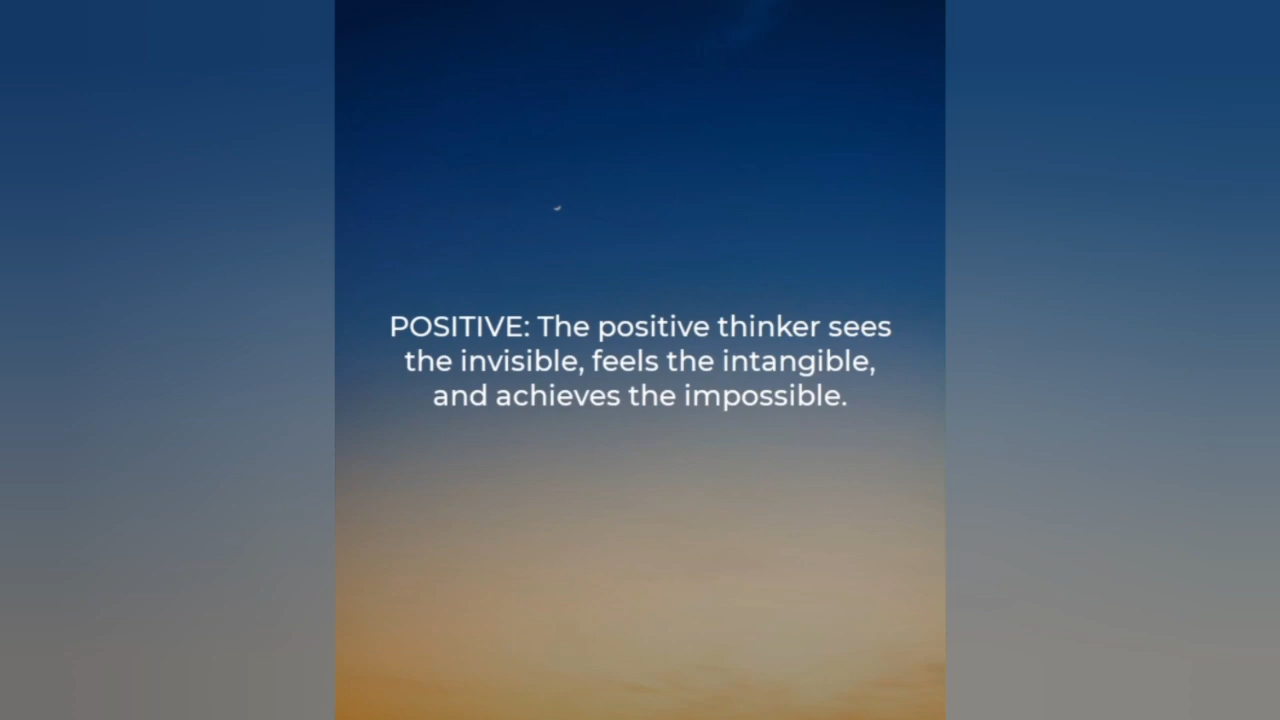 POSITIVE: The positive thinker sees
the invisible, feels the intangible,
and achieves the impossible.